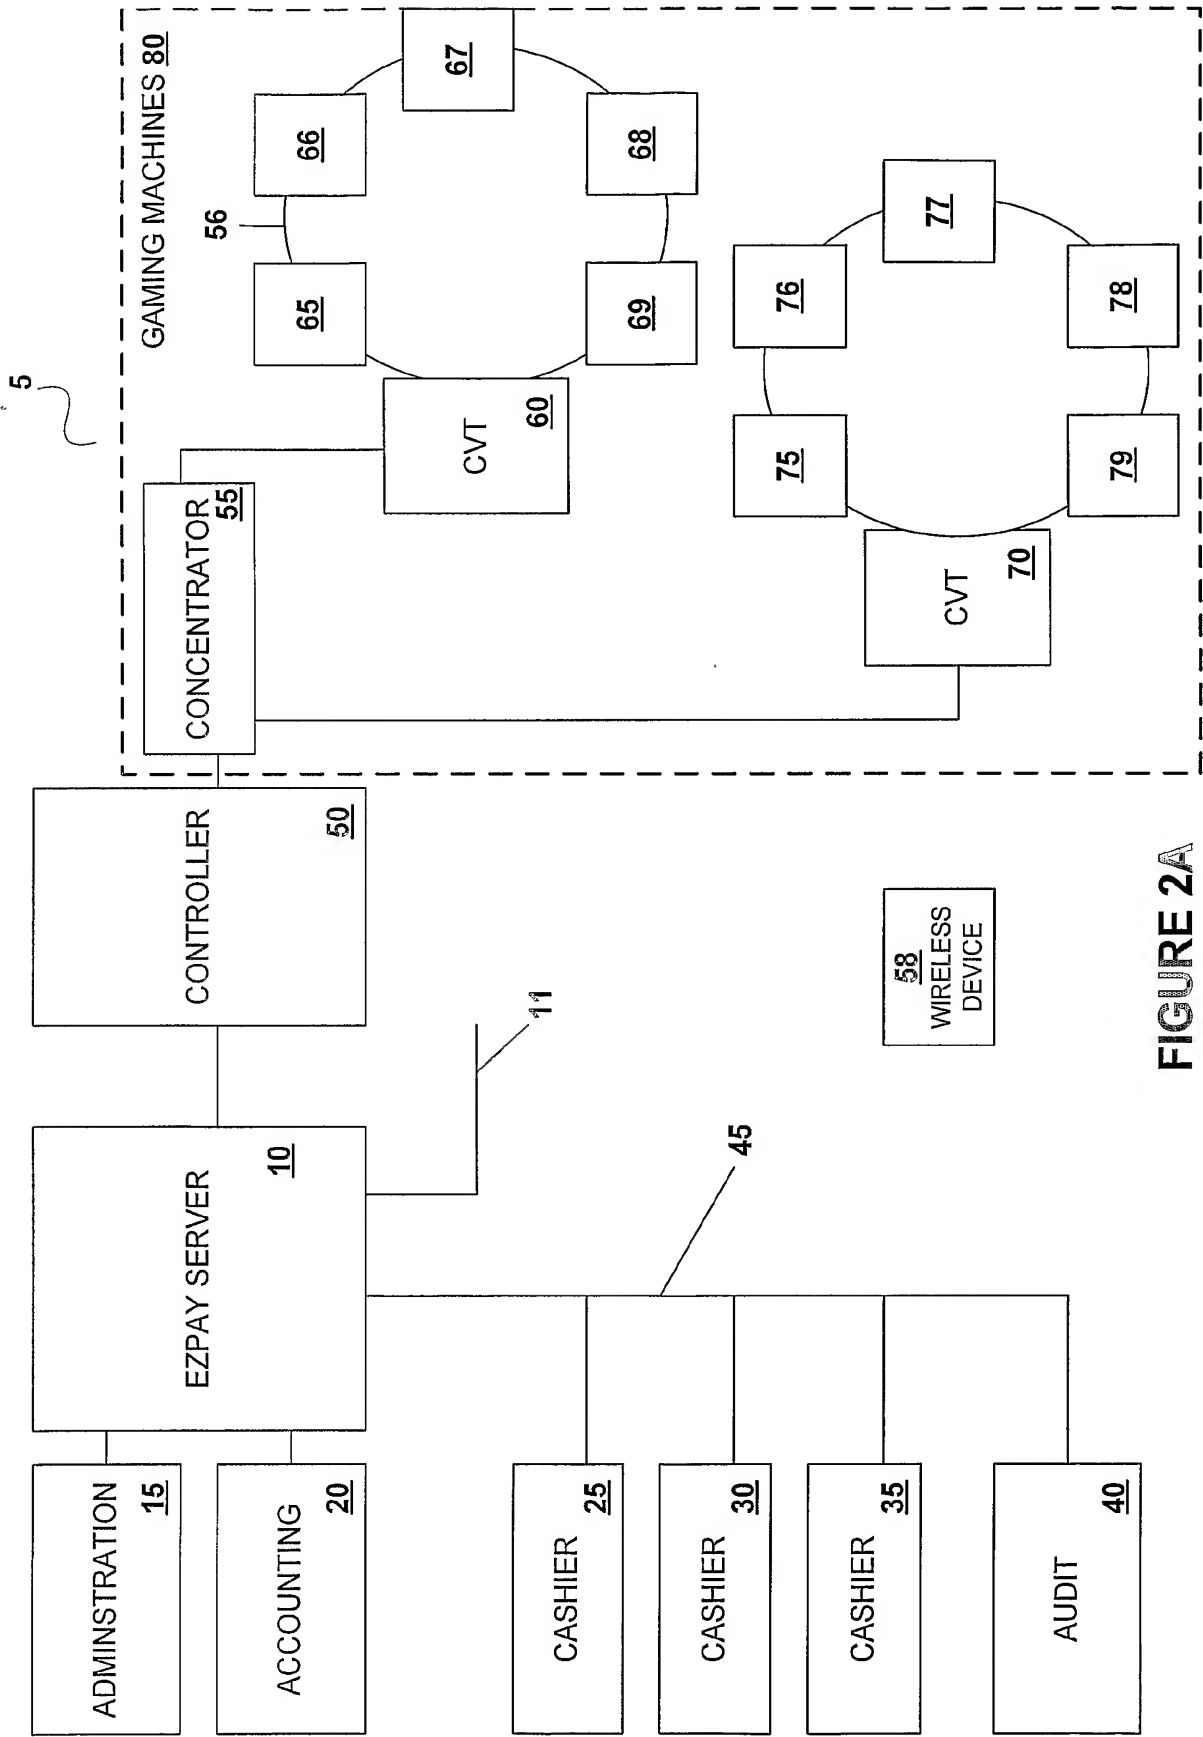 5
GAMING MACHINES 80
ADMINSTRATION
15
ACCOUNTING
20
EZPAY SERVER
10
CONTROLLER
50
CONCENTRATOR
55
56
65
66
67
68
69
CVT
60
75
76
77
78
79
CVT
70
11
45
CASHIER
25
CASHIER
30
CASHIER
35
AUDIT
40
58
WIRELESS
DEVICE
FIGURE 2A